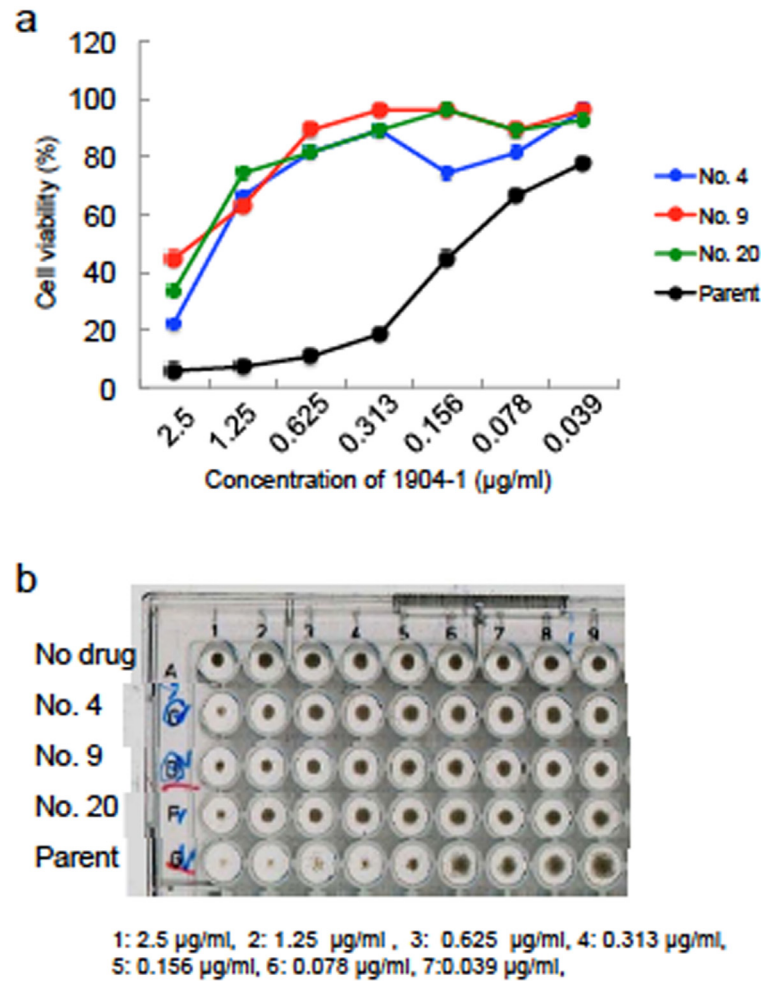 a
120
100
80
60
40
20
0
Cell viability (%)
2.5 1.25 0.625 0.313 0.156 0.078 0.039
Concentration of 1904-1 (µg/ml)
No. 4
No. 9
No. 20
Parent
b
1 2 3 4 5 6 7 8 9
No drug A
No. 4
No. 9
No. 20 F
Parent G
1: 2.5 µg/ml, 2: 1.25 µg/ml , 3: 0.625 µg/ml, 4: 0.313 µg/ml,
5: 0.156 µg/ml, 6: 0.078 µg/ml, 7:0.039 µg/ml,